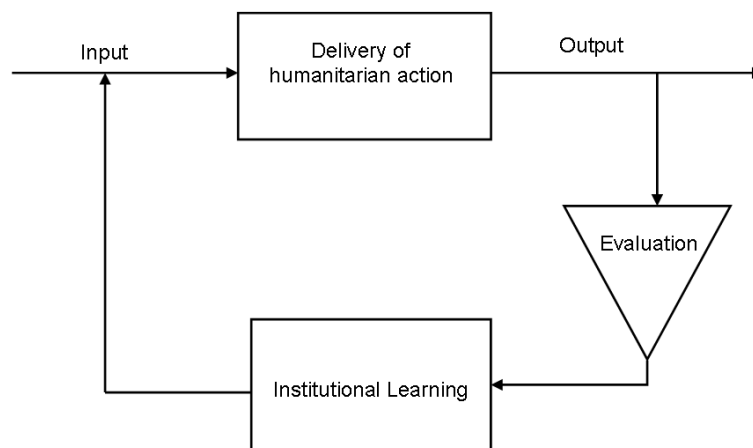 Input
Delivery of
humanitarian action
Output
Evaluation
Institutional Learning